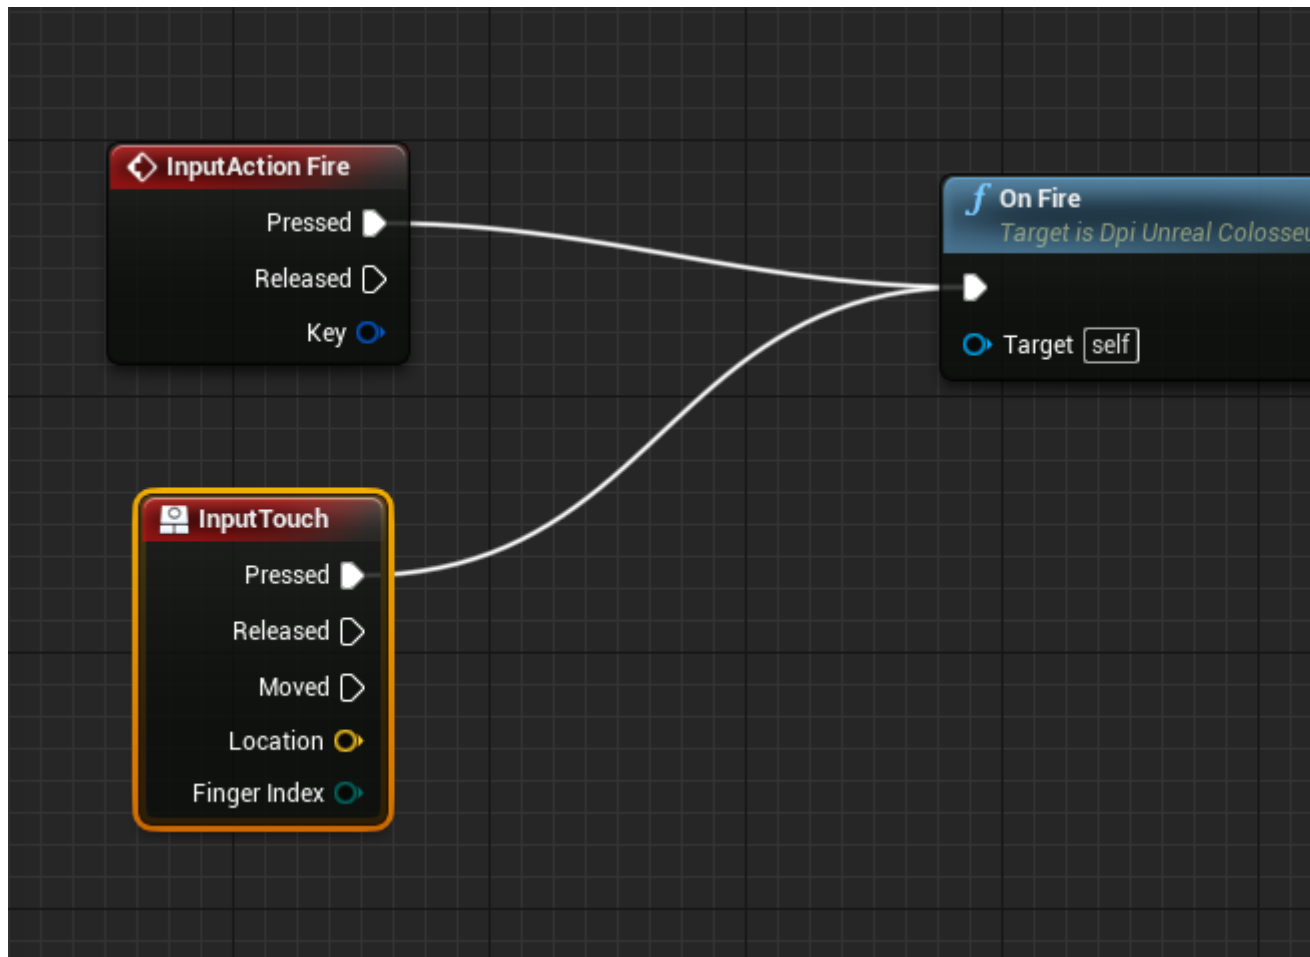 InputAction Fire
Pressed
Released
Key
On Fire
Target is Dpi Unreal
Target self
InputTouch
Pressed
Released
Moved
Location
Finger Index